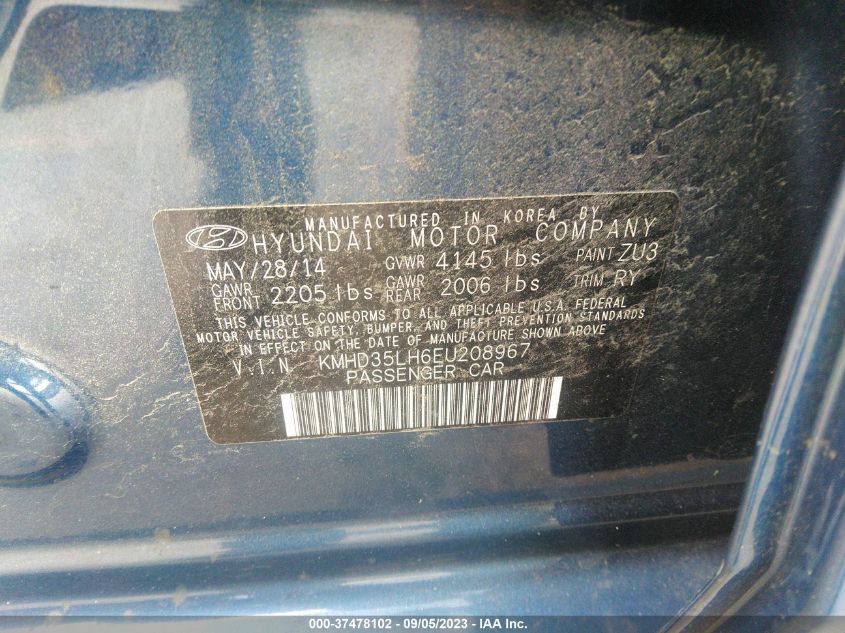 MANUFACTURED IN KOREA BY
HYUNDAI MOTOR COMPANY
MAY/28/14 GVWR 4145 lbs PAINT ZU3
GAWR FRONT 2205 lbs GAWR REAR 2006 lbs TRIM RY
THIS VEHICLE CONFORMS TO ALL APPLICABLE U.S.A. FEDERAL
MOTOR VEHICLE SAFETY, BUMPER, AND THEFT PREVENTION STANDARDS
IN EFFECT ON THE DATE OF MANUFACTURE SHOWN ABOVE
V.I.N. KMHD35LH6EU208967
PASSENGER CAR
000-37478102 - 09/05/2023 - IAA Inc.